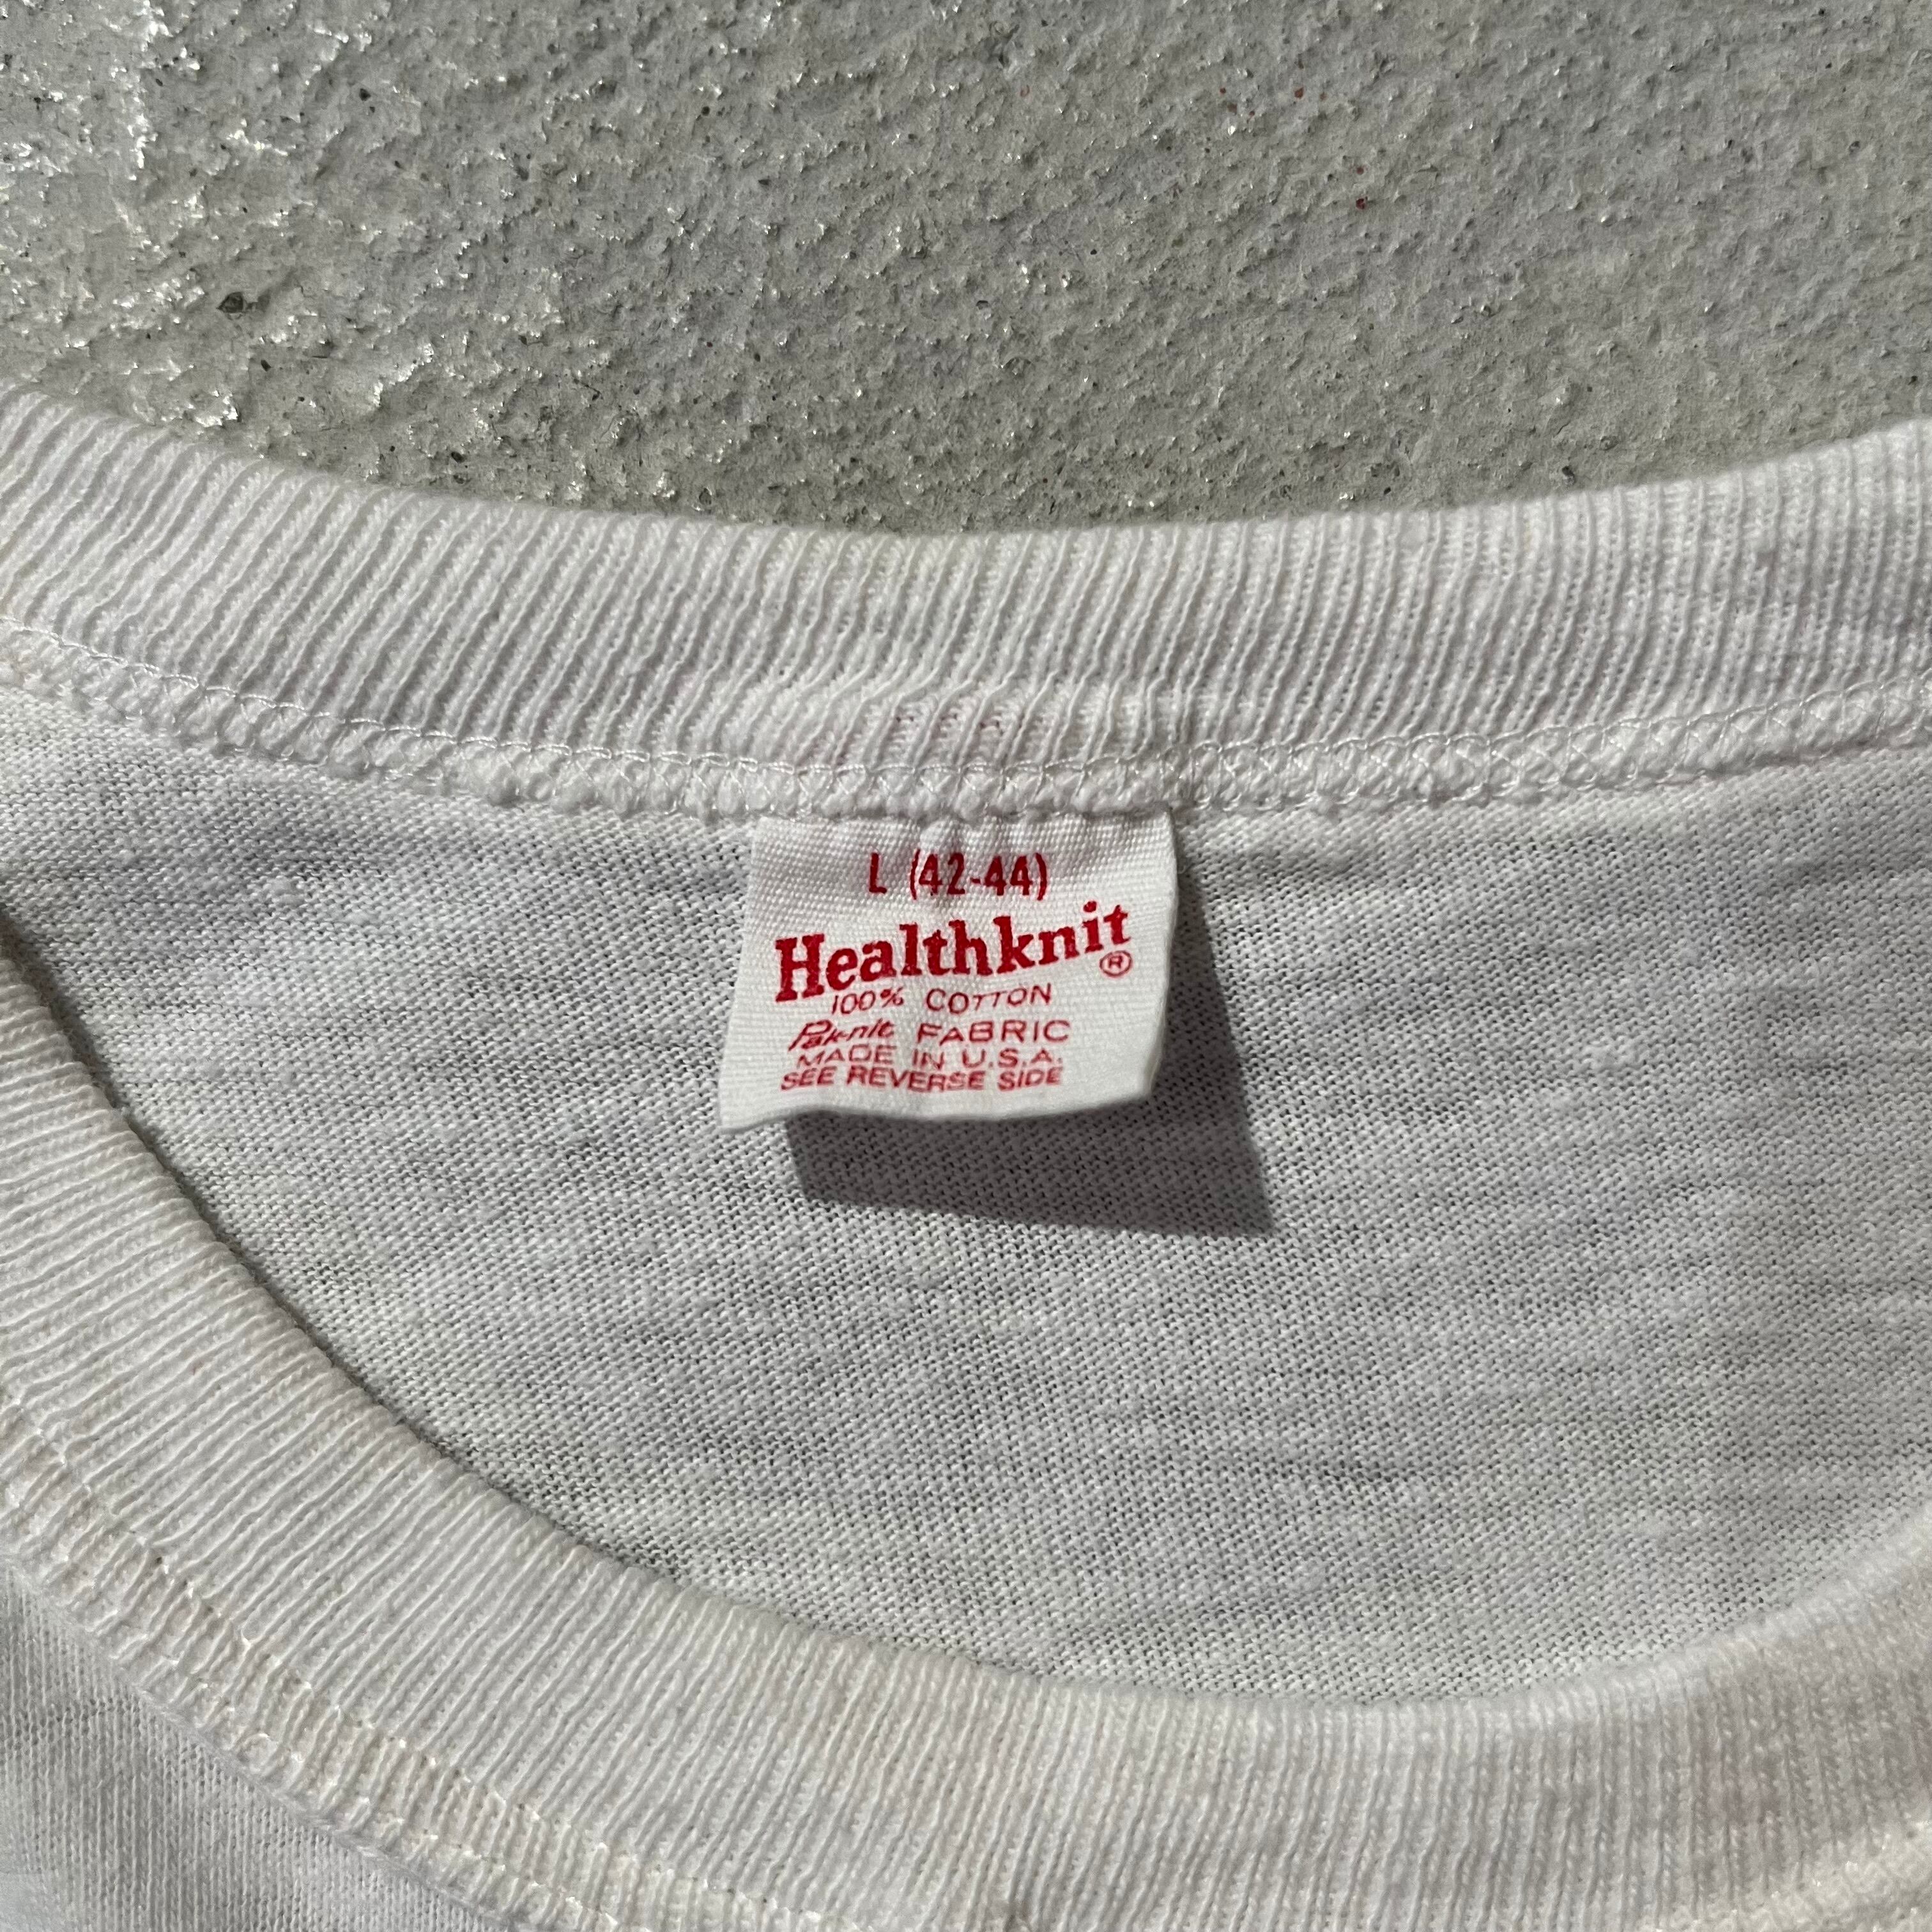 L (42-44)
Healthknit
®
100% COTTON
Pak-nit FABRIC
MADE IN U.S.A.
SEE REVERSE SIDE